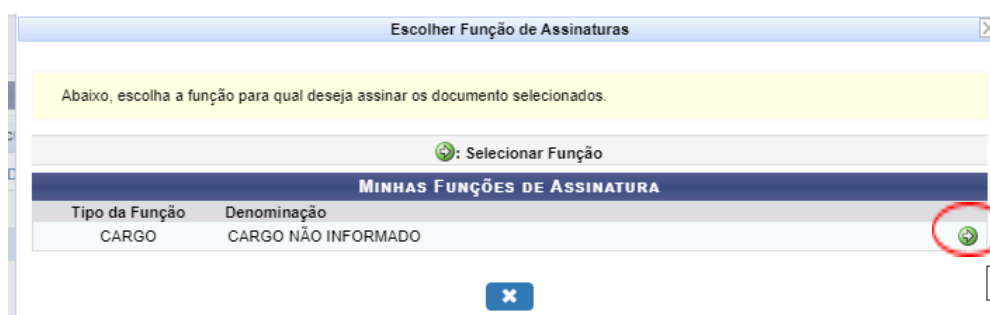 Escolher Função de Assinaturas
Abaixo, escolha a função para qual deseja assinar os documento selecionados.
: Selecionar Função
MINHAS FUNÇÕES DE ASSINATURA
Tipo da Função Denominação
CARGO CARGO NÃO INFORMADO